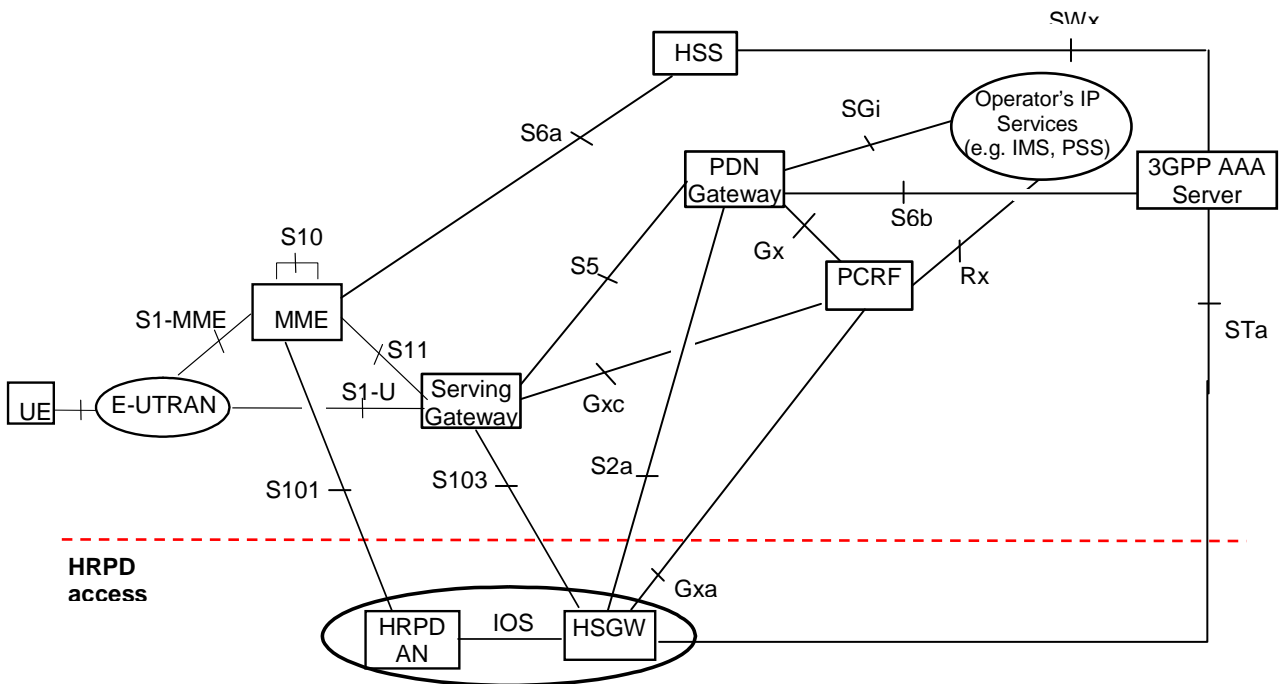 SWx
HSS
Operator's IP
Services
(e.g. IMS, PSS)
SGi
S6a
PDN
Gateway
3GPP AAA
Server
S6b
S10
Gx
S5
PCRF
Rx
S1-MME
MME
STa
S11
S1-U
Serving
Gateway
Gxc
UE
E-UTRAN
S2a
S101
S103
HRPD
access
Gxa
IOS
HRPD
AN
HSGW